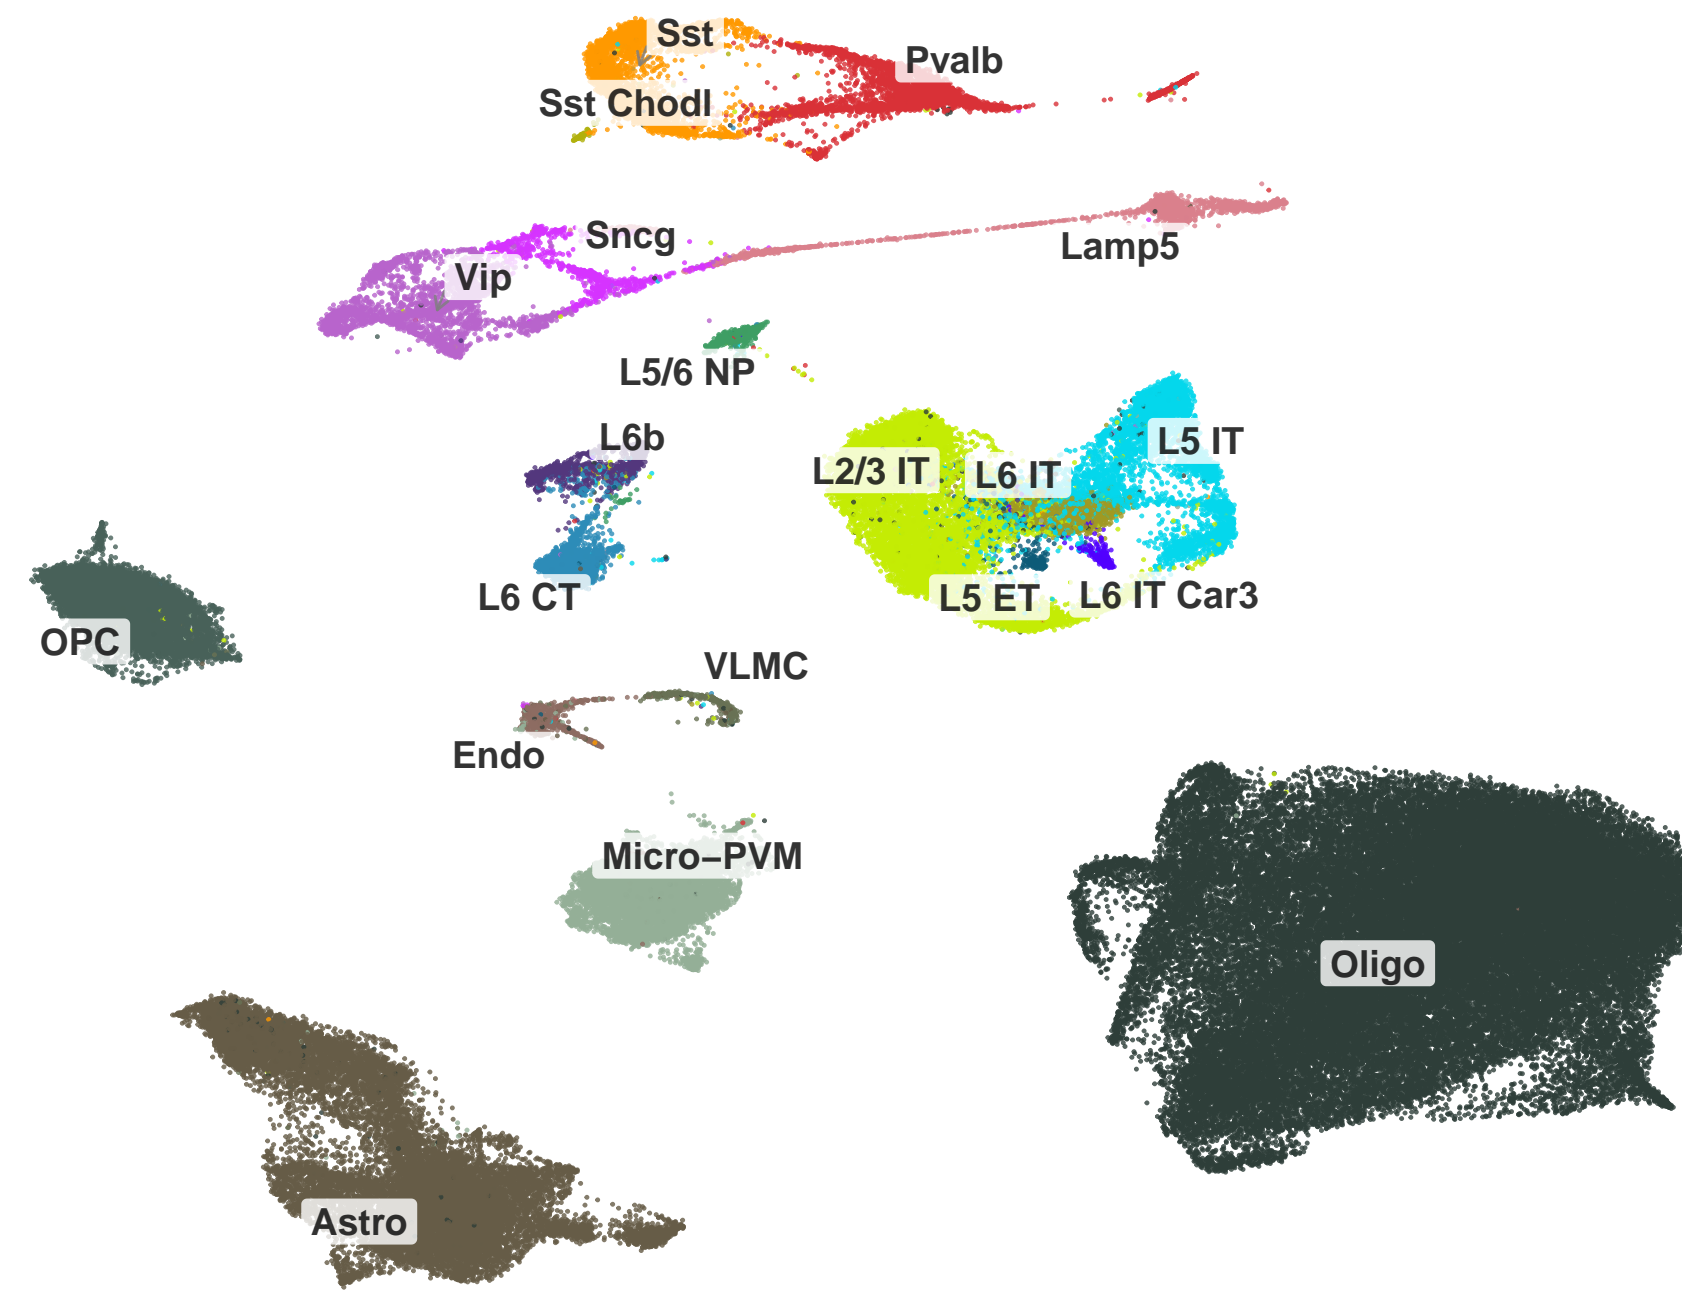 Sst
Pvalb
Sst Chodl
Sncg
Lamp5
Vip
L5/6 NP
L6b
L5 IT
L2/3 IT
L6 IT
L6 CT
L5 ET
L6 IT Car3
OPC
VLMC
Endo
Micro–PVM
Oligo
Astro